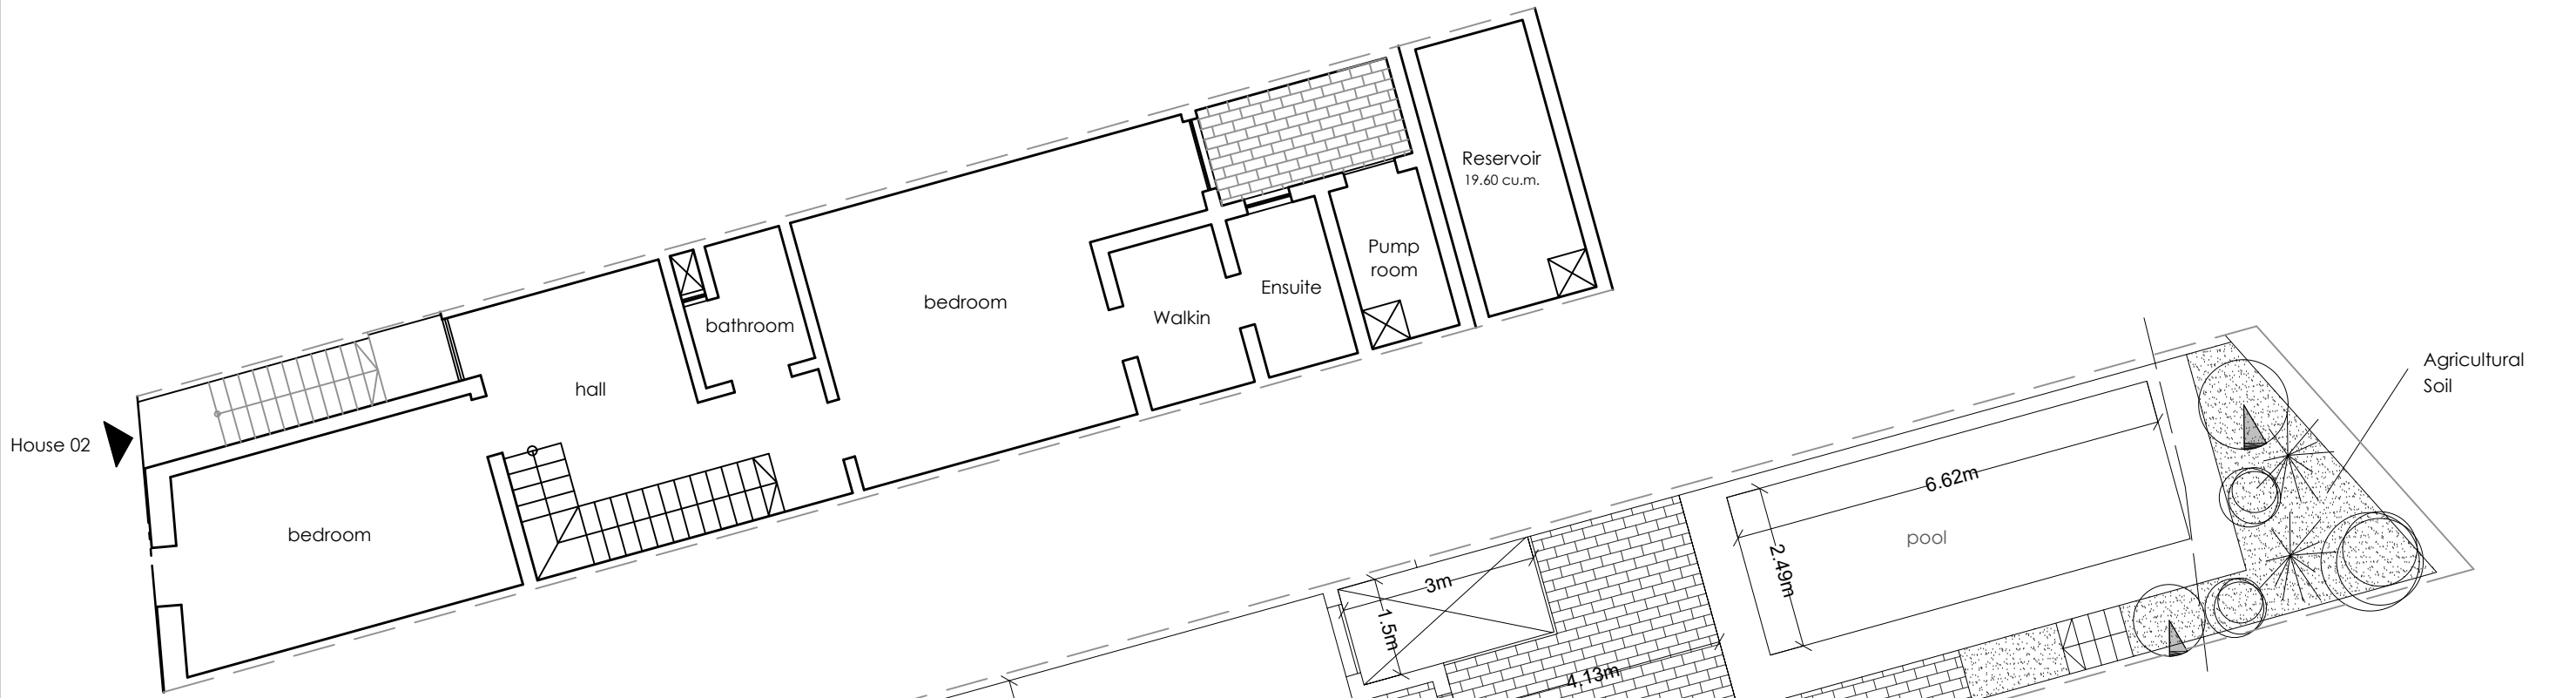 House 02
bedroom
hall
bathroom
bedroom
Walkin
Ensuite
Pump
room
Reservoir
19.60 cu.m.
3m
1.5m
4.13m
6.62m
2.49m
pool
Agricultural
Soil